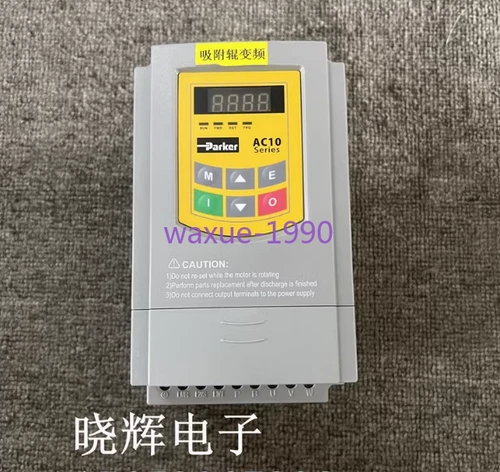 吸附辊变频
RUN FWD DGT FRQ
Parker
AC10
Series
M E
I O
waxue-1990
CAUTION:
1)Do not re-set while the motor is rotating
2)Perform parts replacement after discharge is finished
3)Do not connect output terminals to the power supply
P B U V W
晓辉电子